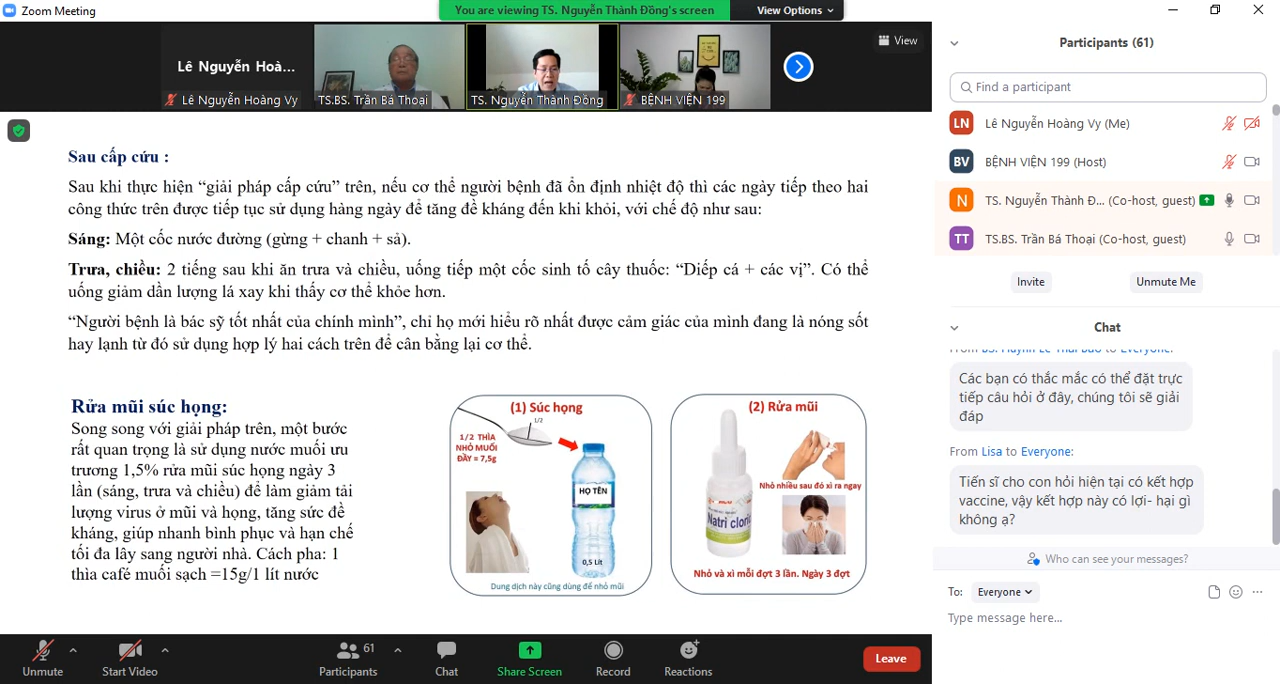 Zoom Meeting
You are viewing TS. Nguyễn Thành Đồng's screen
View Options
Lê Nguyễn Hoà...
Lê Nguyễn Hoàng Vy
TS.BS. Trần Bá Thoại
TS. Nguyễn Thành Đồng
BỆNH VIỆN 199
View
Sau cấp cứu :
Sau khi thực hiện “giải pháp cấp cứu” trên, nếu cơ thể người bệnh đã ổn định nhiệt độ thì các ngày tiếp theo hai
công thức trên được tiếp tục sử dụng hàng ngày để tăng đề kháng đến khi khỏi, với chế độ như sau:
Sáng: Một cốc nước đường (gừng + chanh + sả).
Trưa, chiều: 2 tiếng sau khi ăn trưa và chiều, uống tiếp một cốc sinh tố cây thuốc: “Diếp cá + các vị”. Có thể
uống giảm dần lượng lá xay khi thấy cơ thể khỏe hơn.
“Người bệnh là bác sỹ tốt nhất của chính mình”, chỉ họ mới hiểu rõ nhất được cảm giác của mình đang là nóng sốt
hay lạnh từ đó sử dụng hợp lý hai cách trên để cân bằng lại cơ thể.
Rửa mũi súc họng:
Song song với giải pháp trên, một bước
rất quan trọng là sử dụng nước muối ưu
trương 1,5% rửa mũi súc họng ngày 3
lần (sáng, trưa và chiều) để làm giảm tải
lượng virus ở mũi và họng, tăng sức đề
kháng, giúp nhanh bình phục và hạn chế
tối đa lây sang người nhà. Cách pha: 1
thìa café muối sạch =15g/1 lít nước
(1) Súc họng
1/2
1/2 THÌA
NHỎ MUỐI
ĐẦY = 7,5g
HỌ TÊN
0,5 Lít
Dung dịch này cũng dùng để nhỏ mũi
(2) Rửa mũi
Nhỏ nhiều sau đó xì ra ngay
Natri clorid
Nhỏ và xì mỗi đợt 3 lần. Ngày 3 đợt
Participants (61)
Find a participant
LN Lê Nguyễn Hoàng Vy (Me)
BV BỆNH VIỆN 199 (Host)
N TS. Nguyễn Thành Đ... (Co-host, guest)
TT TS.BS. Trần Bá Thoại (Co-host, guest)
Invite
Unmute Me
Chat
Các bạn có thắc mắc có thể đặt trực
tiếp câu hỏi ở đây, chúng tôi sẽ giải
đáp
From Lisa to Everyone:
Tiến sĩ cho con hỏi hiện tại có kết hợp
vaccine, vậy kết hợp này có lợi- hại gì
không ạ?
Who can see your messages?
To: Everyone
Type message here...
Unmute
Start Video
61
Participants
Chat
Share Screen
Record
Reactions
Leave